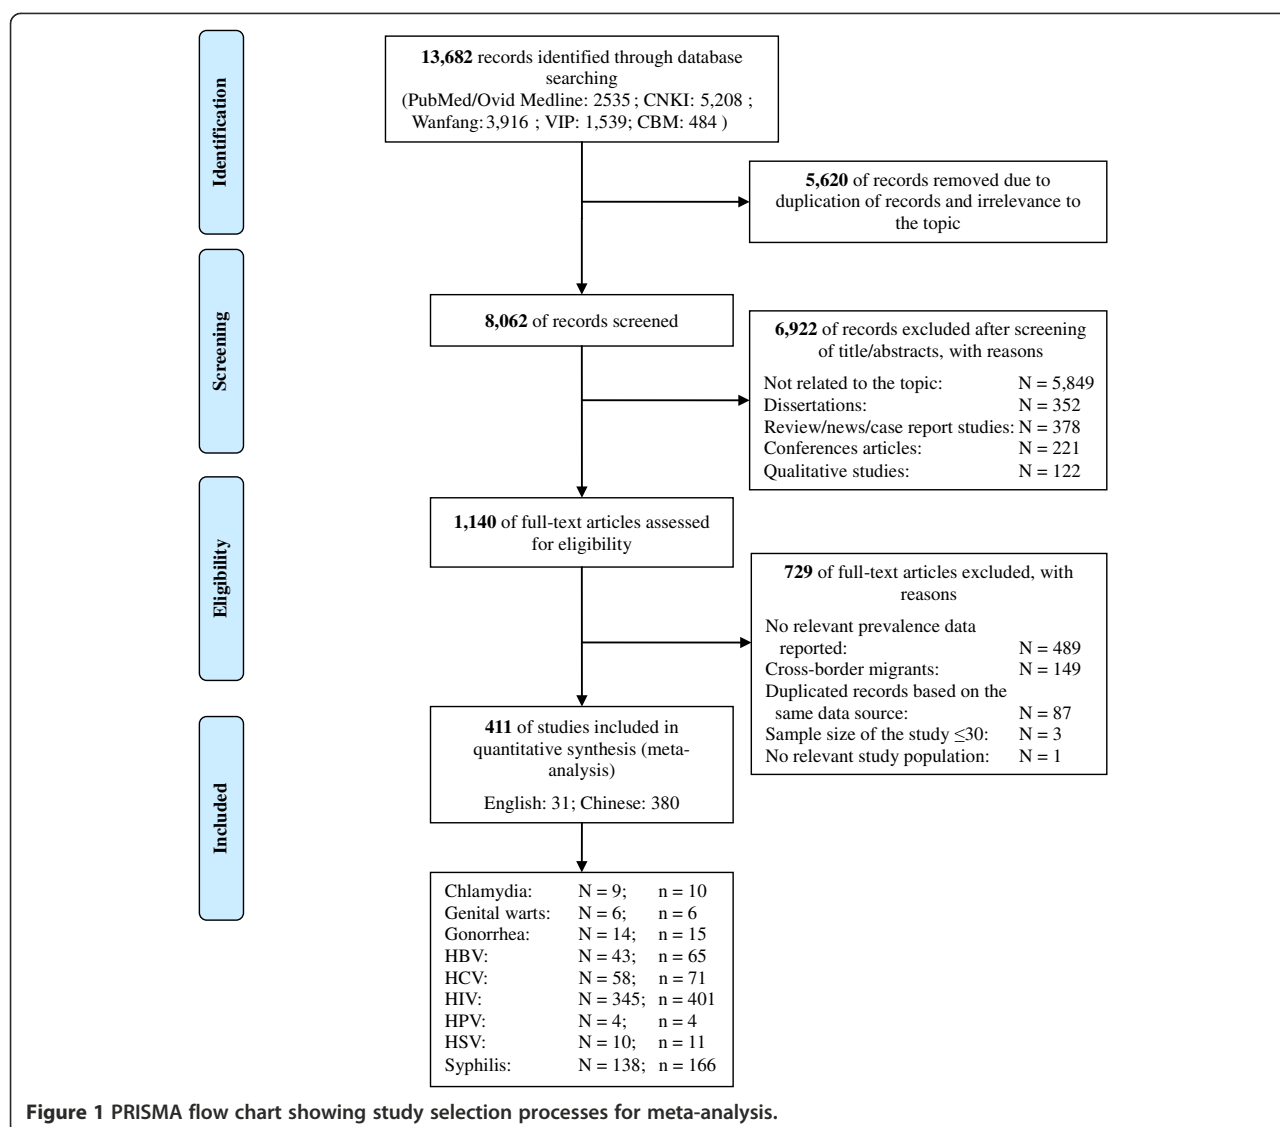 Identification
13,682 records identified through database
searching
(PubMed/Ovid Medline: 2535 ; CNKI: 5,208 ;
Wanfang: 3,916 ; VIP: 1,539; CBM: 484 )
5,620 of records removed due to
duplication of records and irrelevance to
the topic
Screening
8,062 of records screened
6,922 of records excluded after screening
of title/abstracts, with reasons
Not related to the topic: N = 5,849
Dissertations: N = 352
Review/news/case report studies: N = 378
Conferences articles: N = 221
Qualitative studies: N = 122
Eligibility
1,140 of full-text articles assessed
for eligibility
729 of full-text articles excluded, with
reasons
No relevant prevalence data
reported: N = 489
Cross-border migrants: N = 149
Duplicated records based on the
same data source: N = 87
Sample size of the study ≤30: N = 3
No relevant study population: N = 1
Included
411 of studies included in
quantitative synthesis (meta-
analysis)
English: 31; Chinese: 380
Chlamydia: N = 9; n = 10
Genital warts: N = 6; n = 6
Gonorrhea: N = 14; n = 15
HBV: N = 43; n = 65
HCV: N = 58; n = 71
HIV: N = 345; n = 401
HPV: N = 4; n = 4
HSV: N = 10; n = 11
Syphilis: N = 138; n = 166
Figure 1 PRISMA flow chart showing study selection processes for meta-analysis.